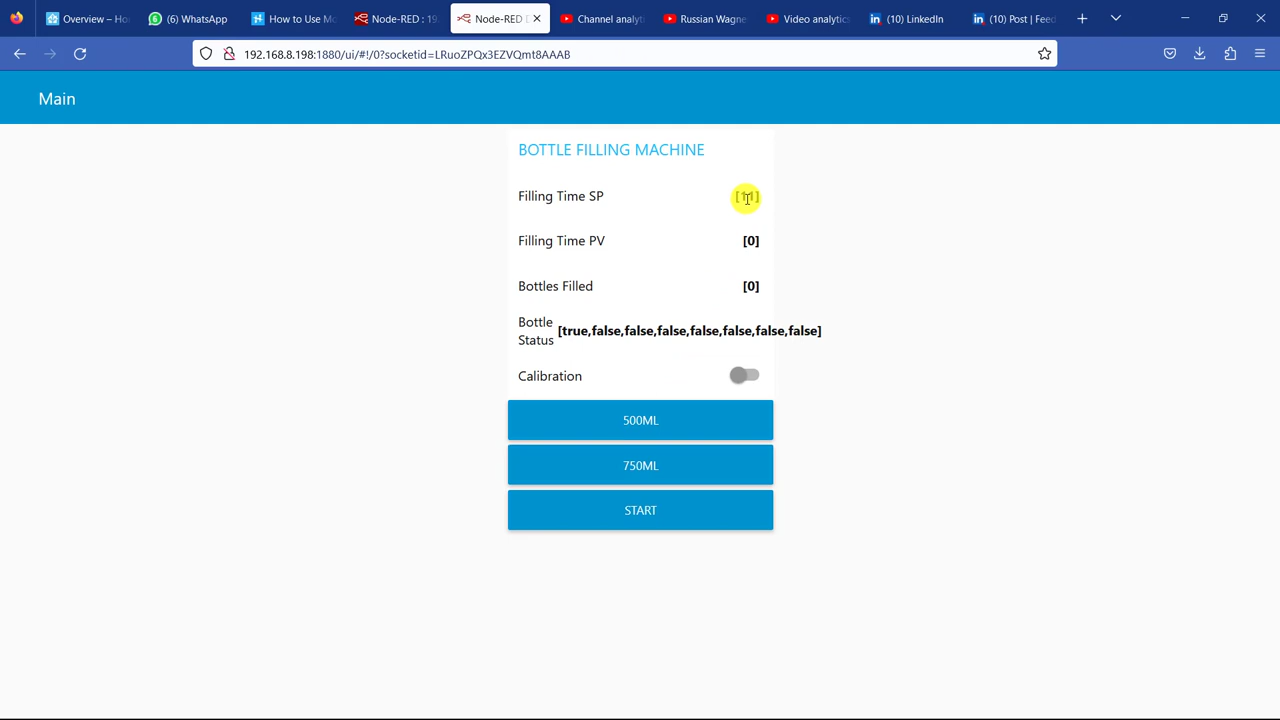 Overview – Ho
(6) WhatsApp
How to Use Mo
Node-RED : 19
Node-RED D
Channel analyt
Russian Wagne
Video analytics
(10) LinkedIn
(10) Post | Feed
192.168.8.198:1880/ui/#!/0?socketid=LRuoZPQx3EZVQmt8AAAB
Main
BOTTLE FILLING MACHINE
Filling Time SP [11]
Filling Time PV [0]
Bottles Filled [0]
Bottle
Status [true,false,false,false,false,false,false,false]
Calibration
500ML
750ML
START